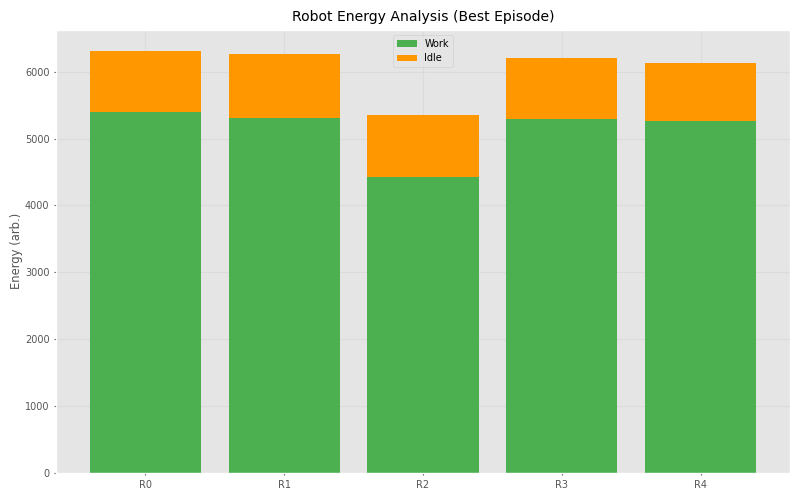 Robot Energy Analysis (Best Episode)
Work
Idle
Energy (arb.)
6000
5000
4000
3000
2000
1000
0
R0 R1 R2 R3 R4